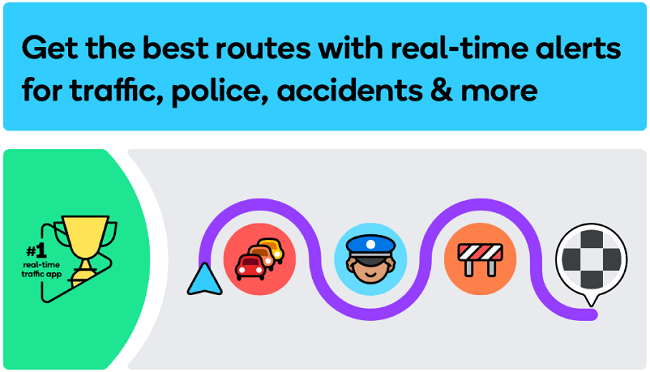 Get the best routes with real-time alerts
for traffic, police, accidents & more
#1
real-time
traffic app